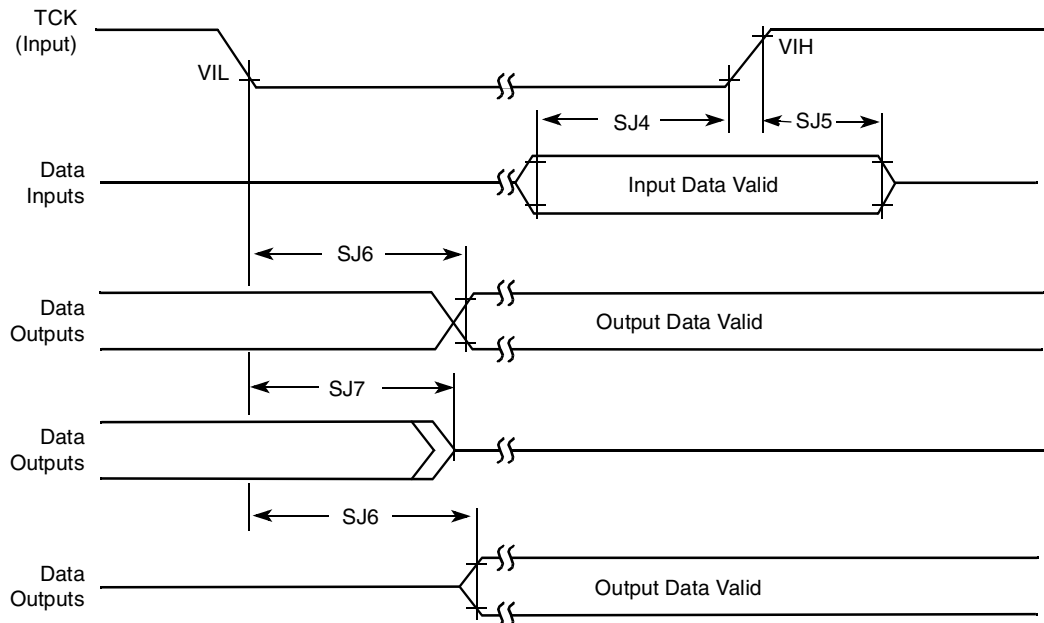 TCK
(Input)
VIL
VIH
SJ4
SJ5
Data
Inputs
Input Data Valid
SJ6
Data
Outputs
Output Data Valid
SJ7
Data
Outputs
SJ6
Data
Outputs
Output Data Valid